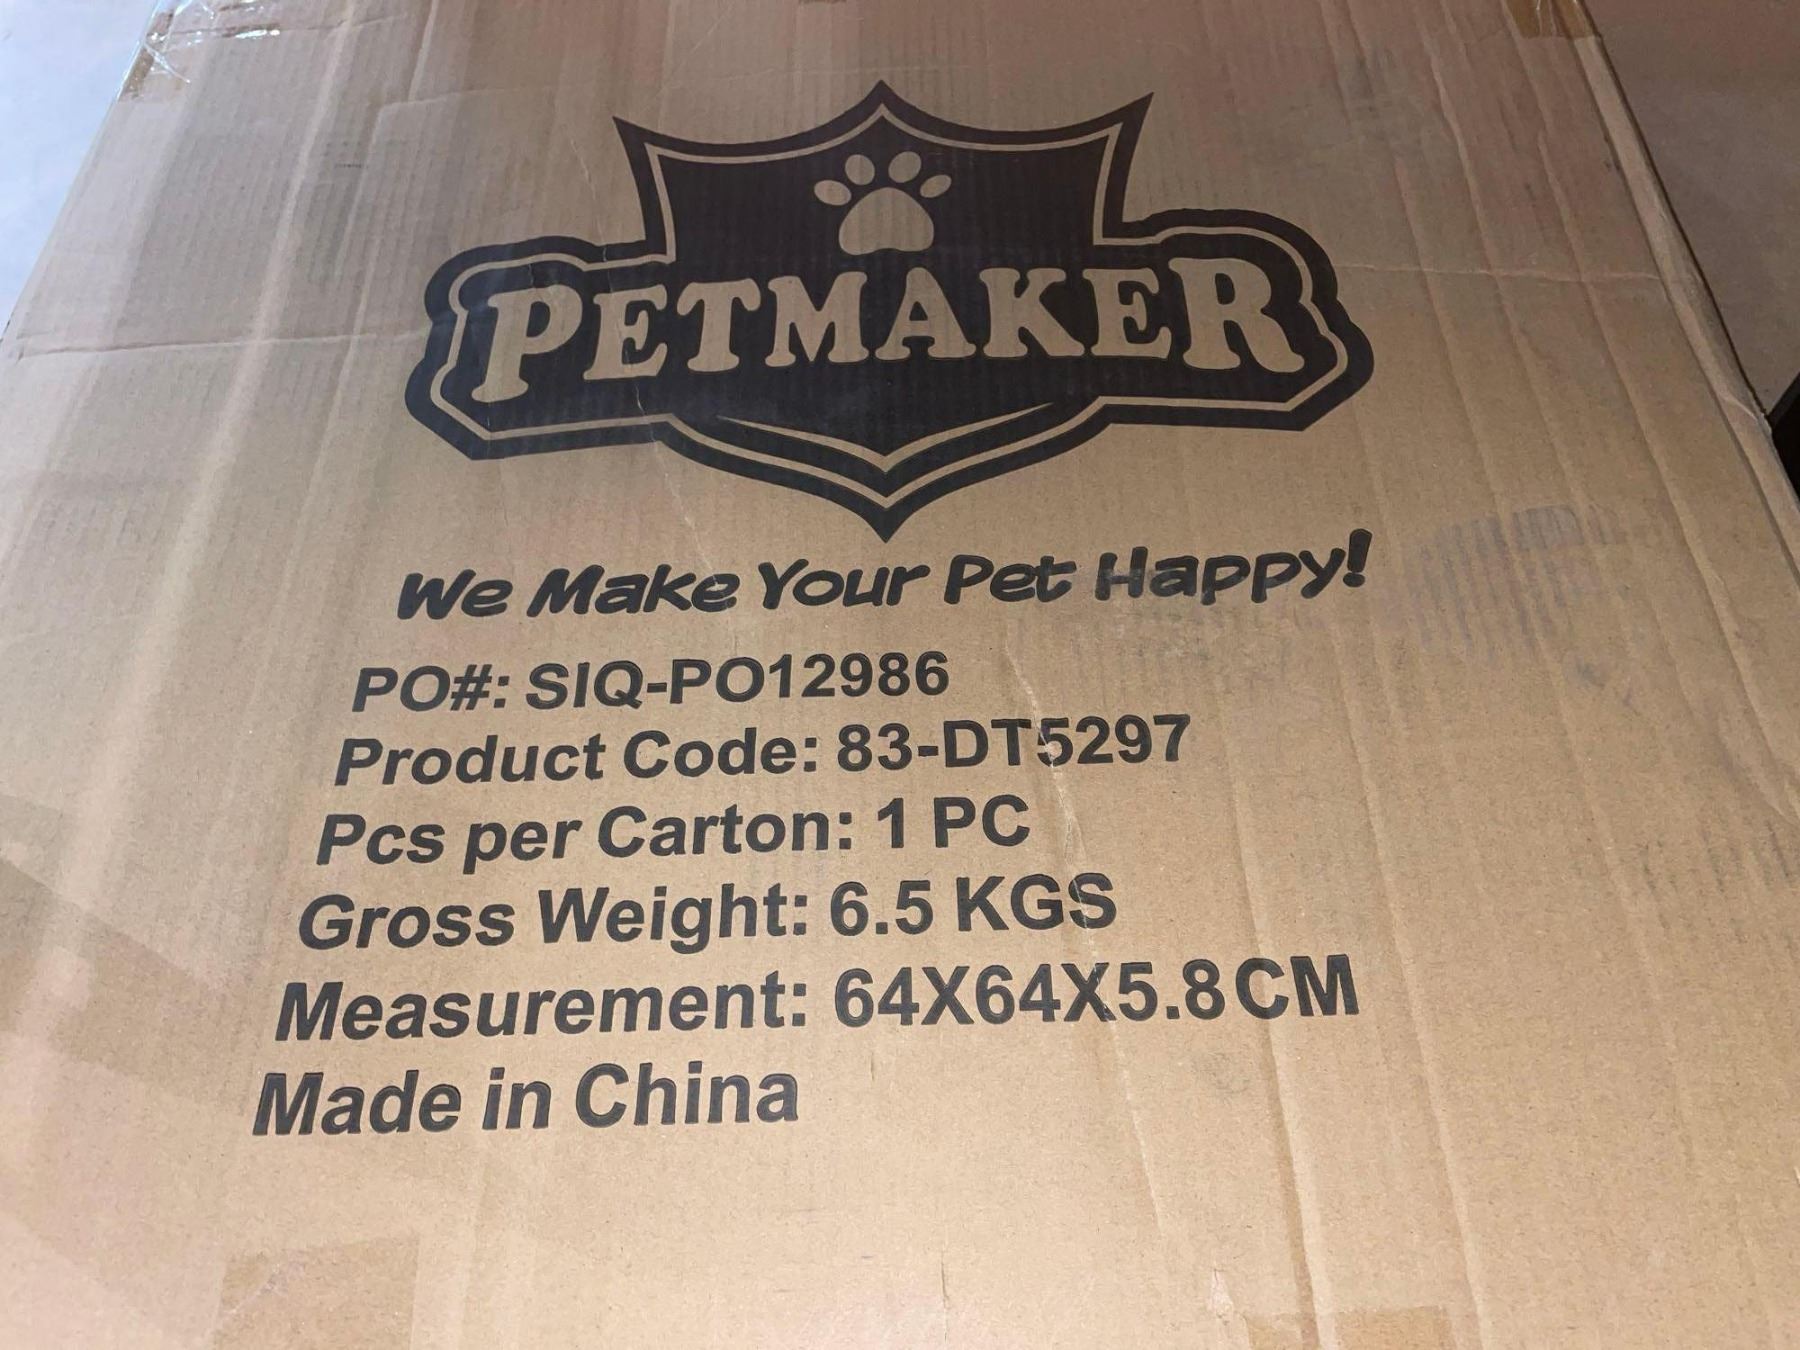 PETMAKER
We Make Your Pet Happy!
PO#: SIQ-PO12986
Product Code: 83-DT5297
Pcs per Carton: 1 PC
Gross Weight: 6.5 KGS
Measurement: 64X64X5.8CM
Made in China